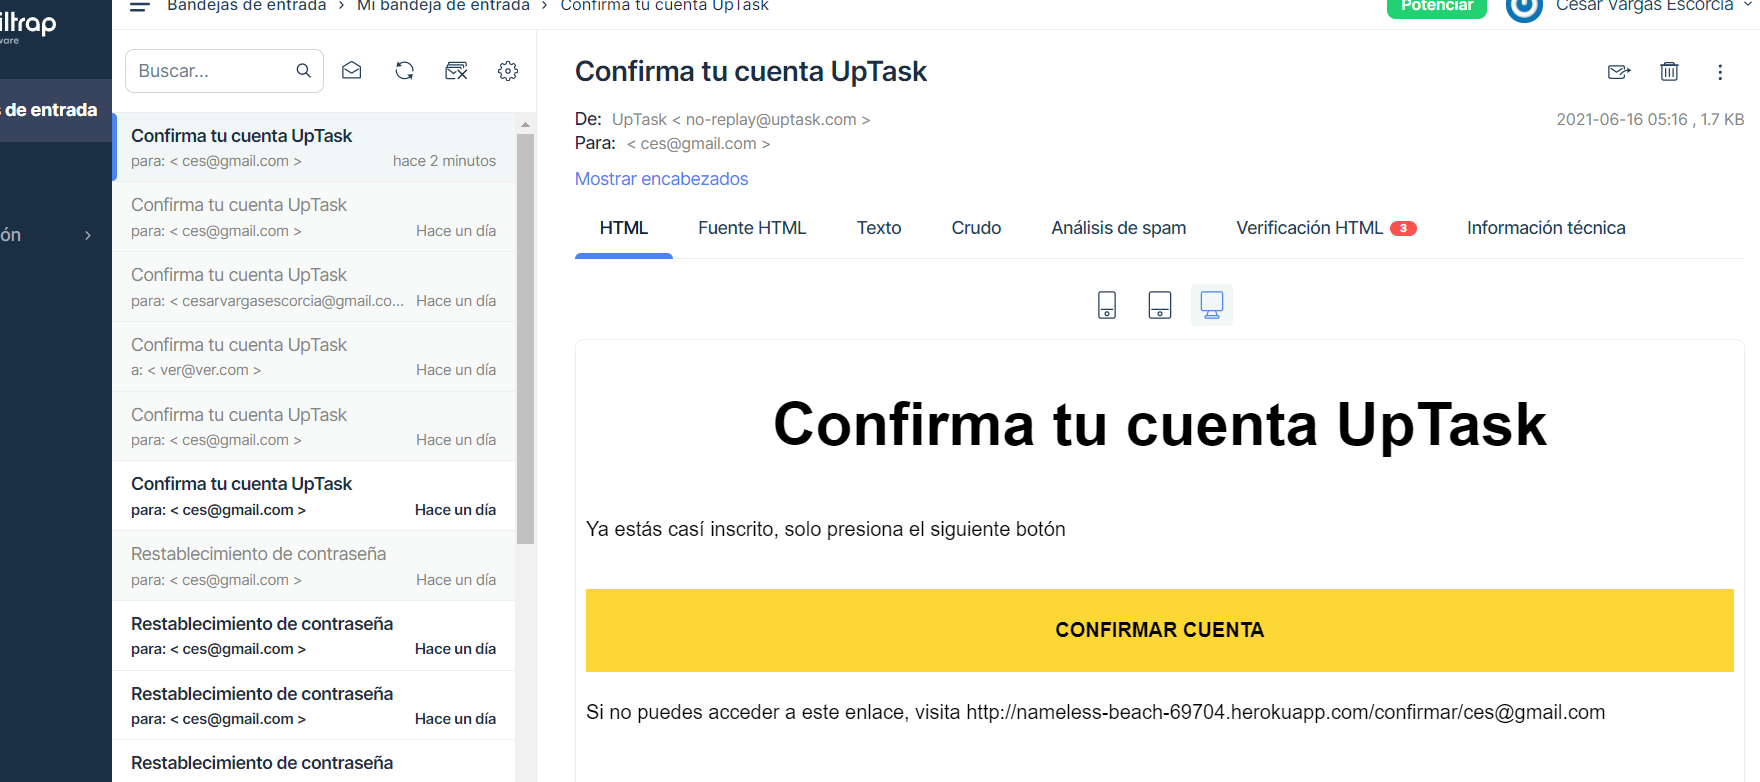 iltrap
ware
Bandejas de entrada › Mi bandeja de entrada › Confirma tu cuenta UpTask
Potenciar
Cesar Vargas Escorcia
s de entrada
ón
Buscar...
Confirma tu cuenta UpTask
para: < ces@gmail.com > hace 2 minutos
Confirma tu cuenta UpTask
para: < ces@gmail.com > Hace un día
Confirma tu cuenta UpTask
para: < cesarvargasescorcia@gmail.co... Hace un día
Confirma tu cuenta UpTask
a: < ver@ver.com > Hace un día
Confirma tu cuenta UpTask
para: < ces@gmail.com > Hace un día
Confirma tu cuenta UpTask
para: < ces@gmail.com > Hace un día
Restablecimiento de contraseña
para: < ces@gmail.com > Hace un día
Restablecimiento de contraseña
para: < ces@gmail.com > Hace un día
Restablecimiento de contraseña
para: < ces@gmail.com > Hace un día
Restablecimiento de contraseña
Confirma tu cuenta UpTask
De: UpTask < no-replay@uptask.com > 2021-06-16 05:16 , 1.7 KB
Para: < ces@gmail.com >
Mostrar encabezados
HTML Fuente HTML Texto Crudo Análisis de spam Verificación HTML 3 Información técnica
Confirma tu cuenta UpTask
Ya estás casí inscrito, solo presiona el siguiente botón
CONFIRMAR CUENTA
Si no puedes acceder a este enlace, visita http://nameless-beach-69704.herokuapp.com/confirmar/ces@gmail.com